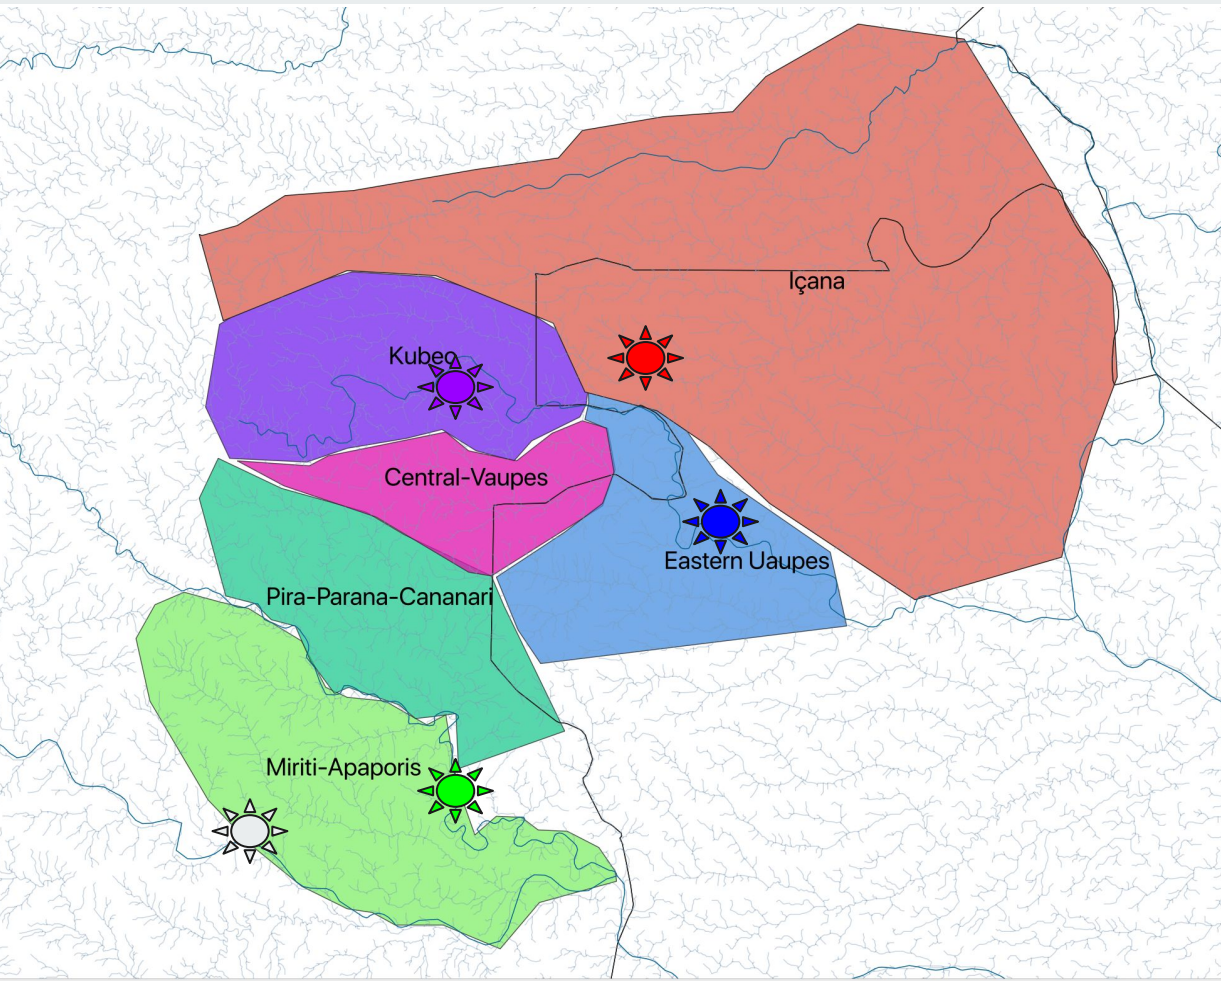 Içana
Kubeo
Central-Vaupes
Eastern Uaupes
Pira-Parana-Cananari
Miriti-Apaporis